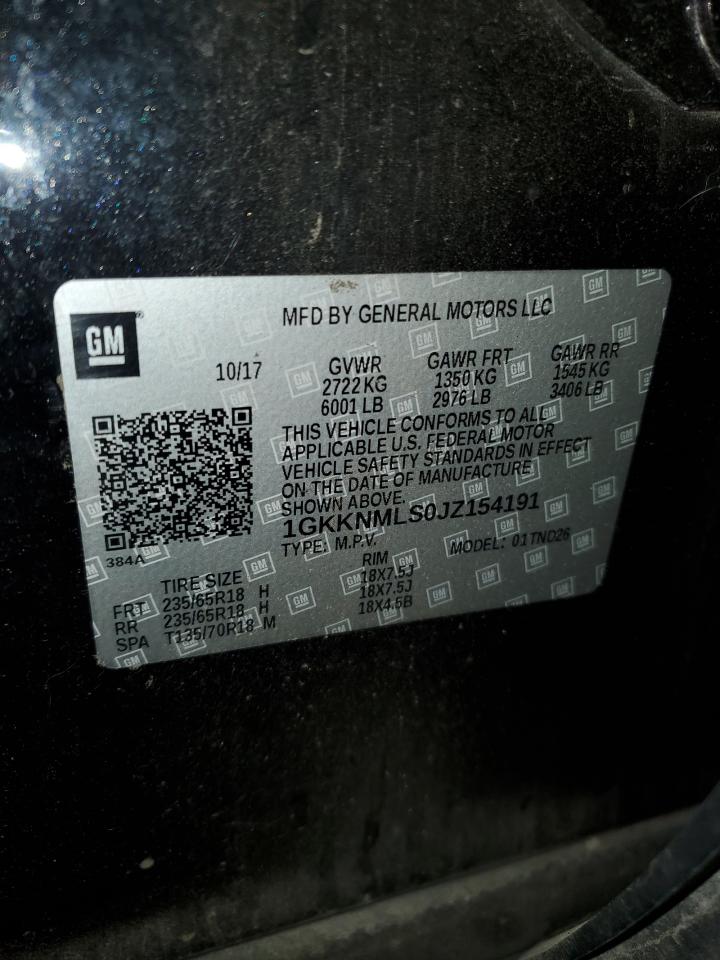 MFD BY GENERAL MOTORS LLC
GM
10/17
GVWR GAWR FRT GAWR RR
2722 KG 1350 KG 1545 KG
6001 LB 2976 LB 3406 LB
THIS VEHICLE CONFORMS TO ALL
APPLICABLE U.S. FEDERAL MOTOR
VEHICLE SAFETY STANDARDS IN EFFECT
ON THE DATE OF MANUFACTURE
SHOWN ABOVE.
1GKKNMLS0JZ154191
TYPE: M.P.V. MODEL: 01TND26
384A
TIRE SIZE RIM
FRT 235/65R18 H 18X7.5J
RR 235/65R18 H 18X7.5J
SPA T135/70R18 M 18X4.5B